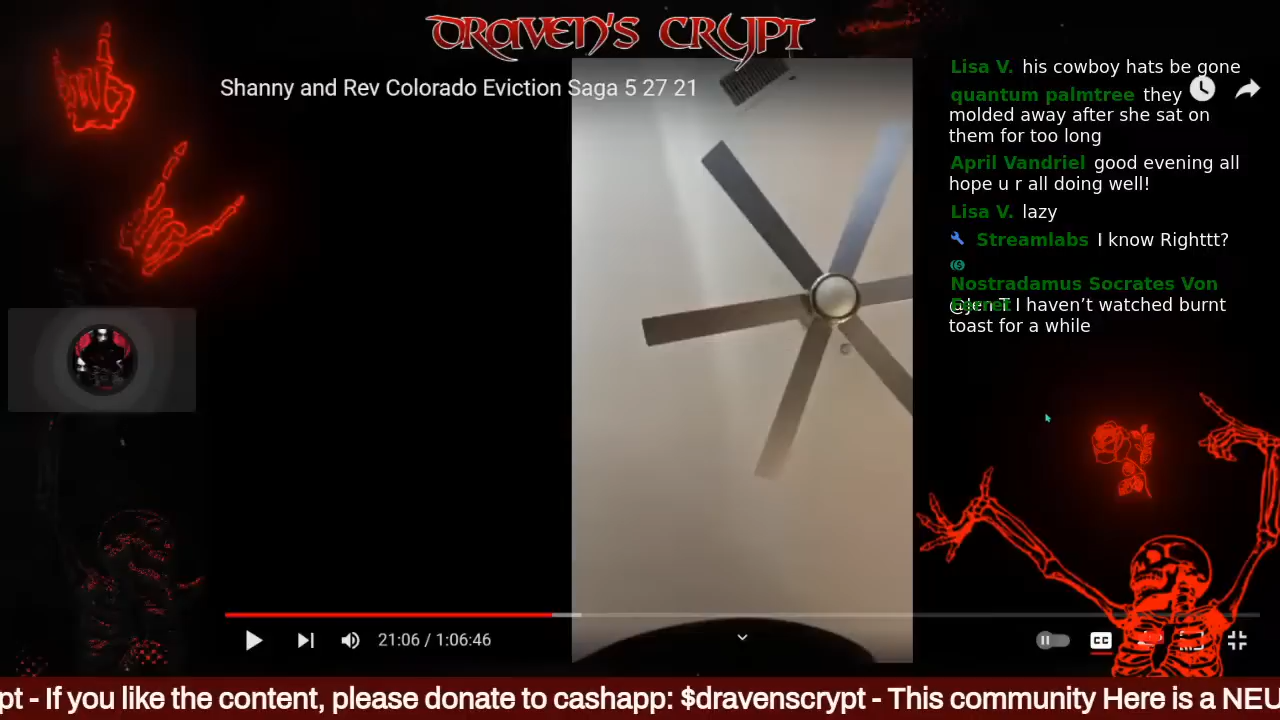 DRAVEN'S CRYPT
Shanny and Rev Colorado Eviction Saga 5 27 21
Lisa V. his cowboy hats be gone
quantum palmtree they
molded away after she sat on
them for too long
April Vandriel good evening all
hope u r all doing well!
Lisa V. lazy
Streamlabs I know Righttt?
Nostradamus Socrates Von
Ferret
@Jen T I haven’t watched burnt
toast for a while
21:06 / 1:06:46
CC
pt - If you like the content, please donate to cashapp: $dravenscrypt - This community Here is a NEU